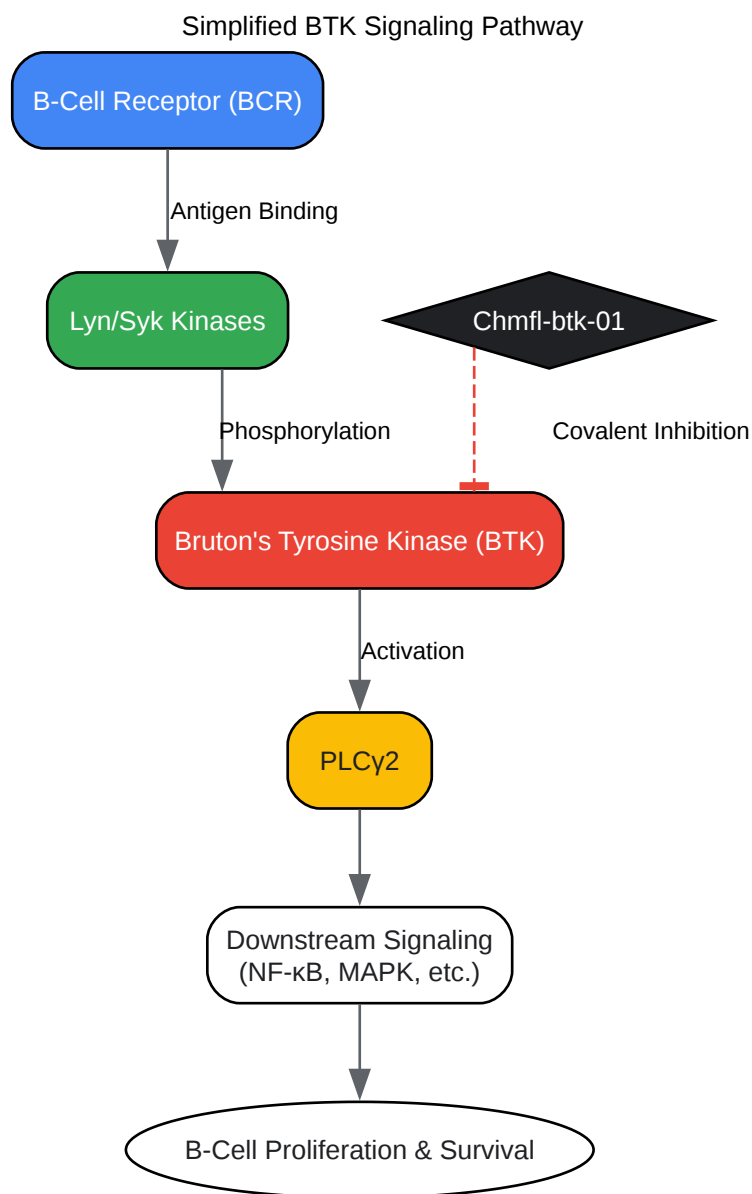 Simplified BTK Signaling Pathway
B-Cell Receptor (BCR)
Antigen Binding
Lyn/Syk Kinases
Chmfl-btk-01
Phosphorylation
Covalent Inhibition
Bruton's Tyrosine Kinase (BTK)
Activation
PLCγ2
Downstream Signaling
(NF-κB, MAPK, etc.)
B-Cell Proliferation & Survival